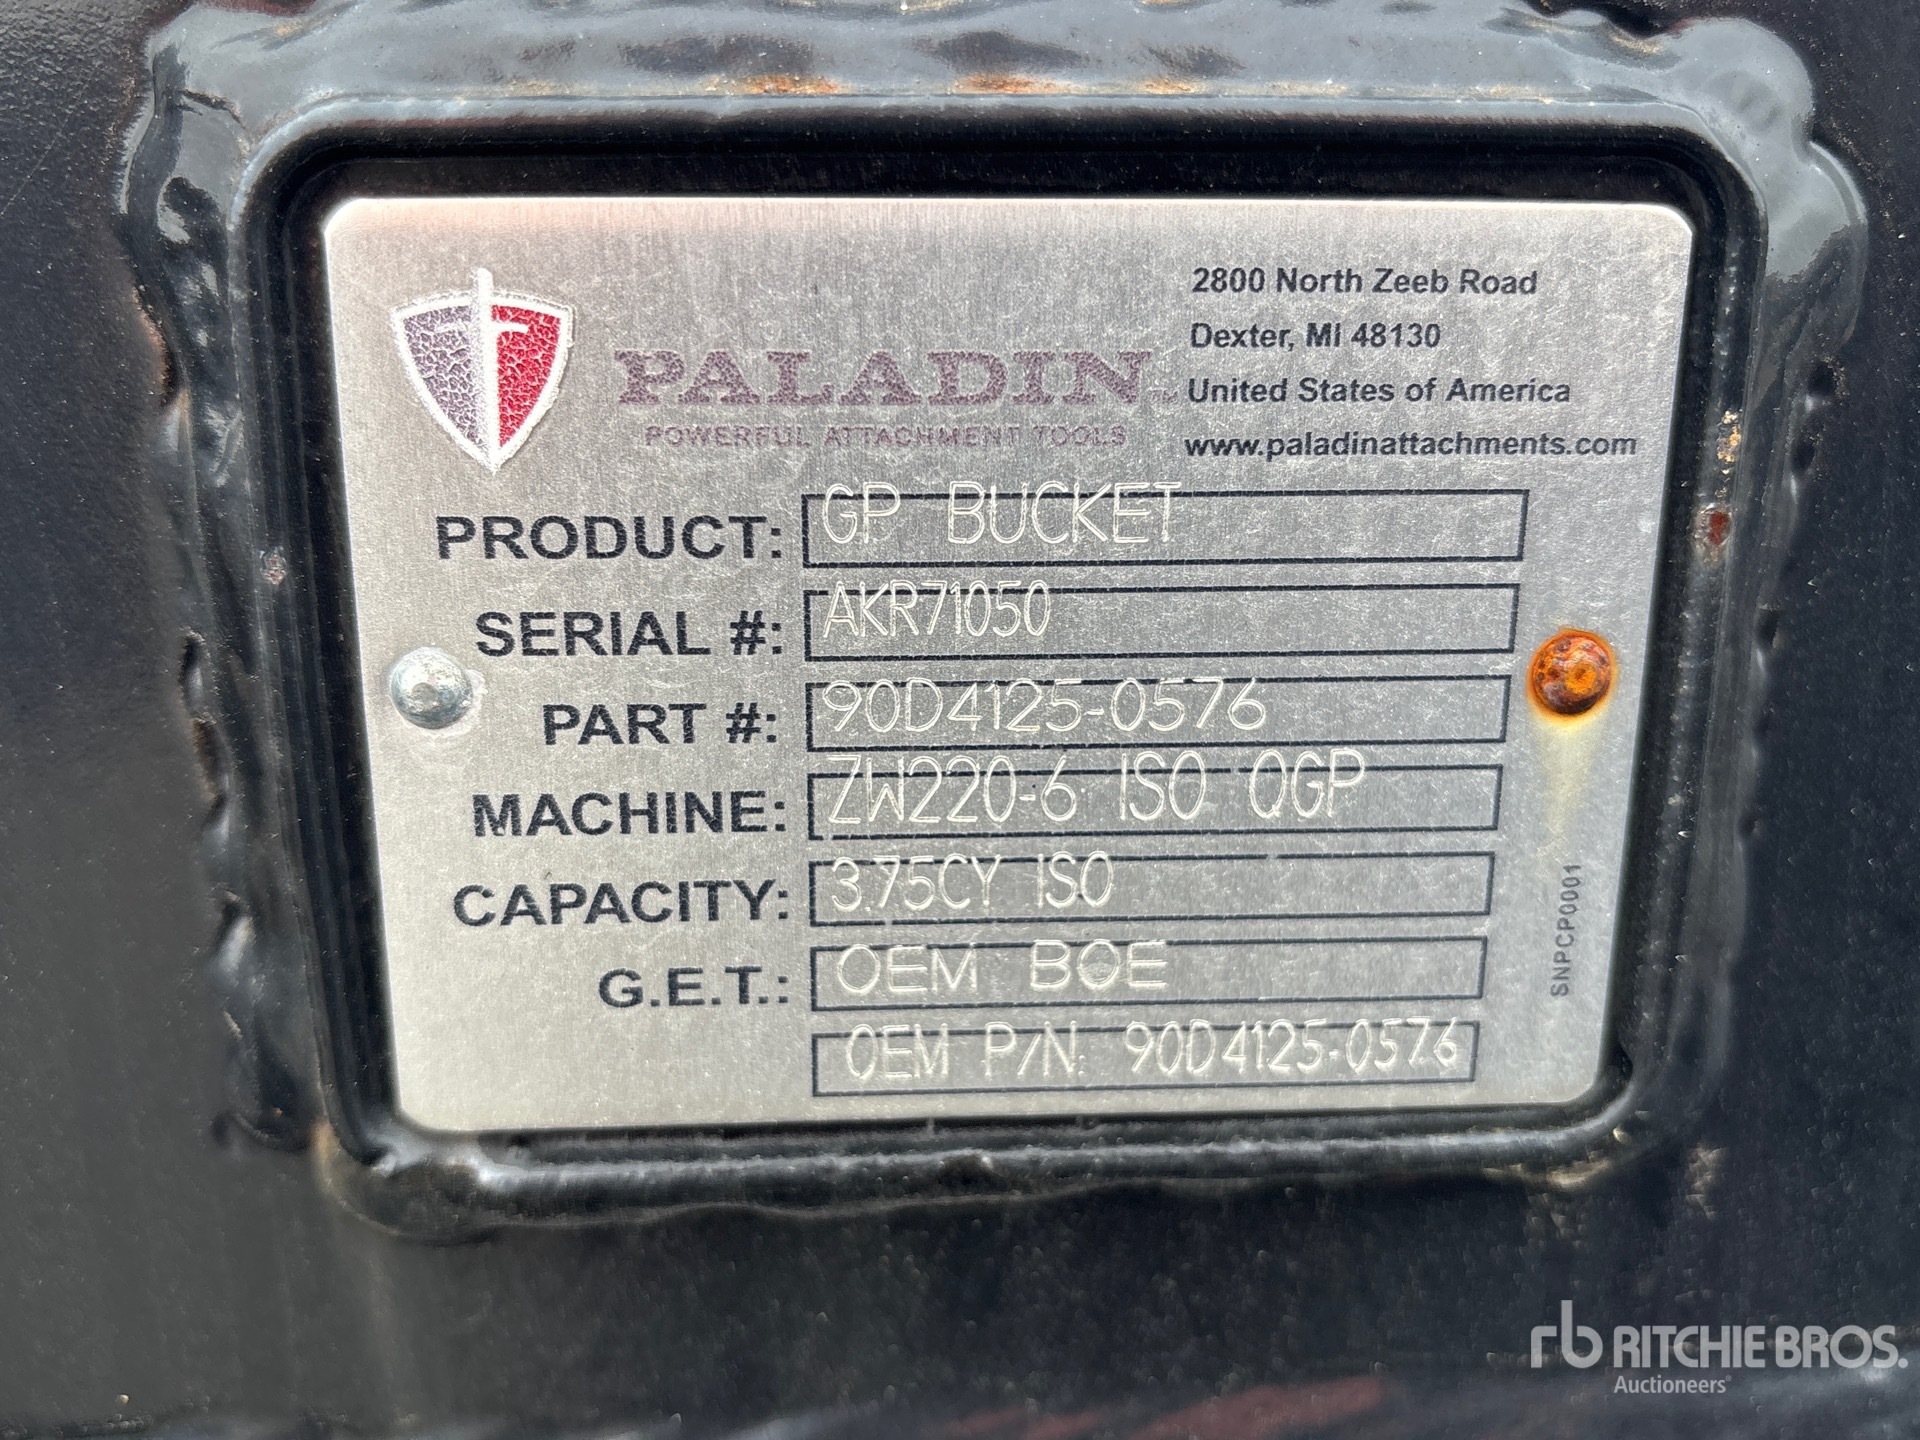 2800 North Zeeb Road
Dexter, MI 48130
United States of America
www.paladinattachments.com
PALADIN
POWERFUL ATTACHMENT TOOLS
PRODUCT: GP BUCKET
SERIAL #: AKR71050
PART #: 90D4125-0576
MACHINE: ZW220-6 ISO QGP
CAPACITY: 3.75CY ISO
G.E.T.: OEM BOE
OEM P/N: 90D4125-0576
SNPCP0001
rb RITCHIE BROS.
Auctioneers